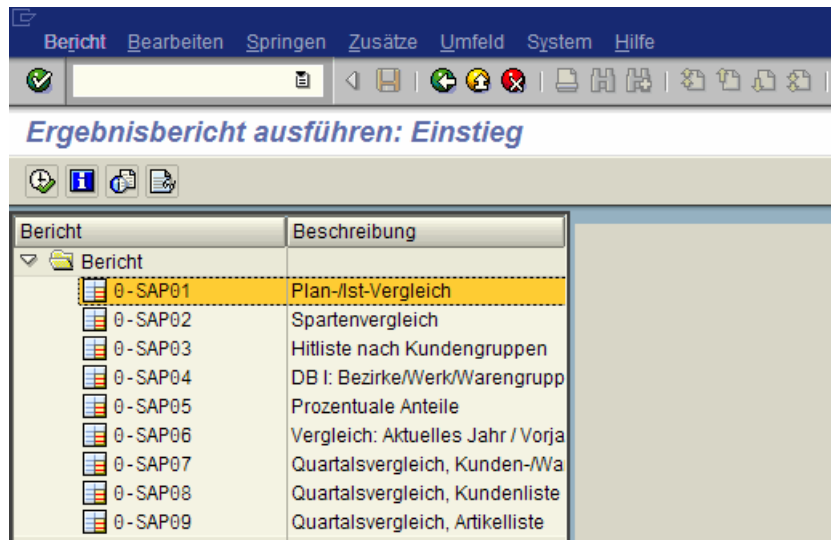 Bericht Bearbeiten Springen Zusätze Umfeld System Hilfe
Ergebnisbericht ausführen: Einstieg
Bericht Beschreibung
Bericht
0-SAP01 Plan-/Ist-Vergleich
0-SAP02 Spartenvergleich
0-SAP03 Hitliste nach Kundengruppen
0-SAP04 DB I: Bezirke/Werk/Warengrupp
0-SAP05 Prozentuale Anteile
0-SAP06 Vergleich: Aktuelles Jahr / Vorja
0-SAP07 Quartalsvergleich, Kunden-/Wa
0-SAP08 Quartalsvergleich, Kundenliste
0-SAP09 Quartalsvergleich, Artikelliste